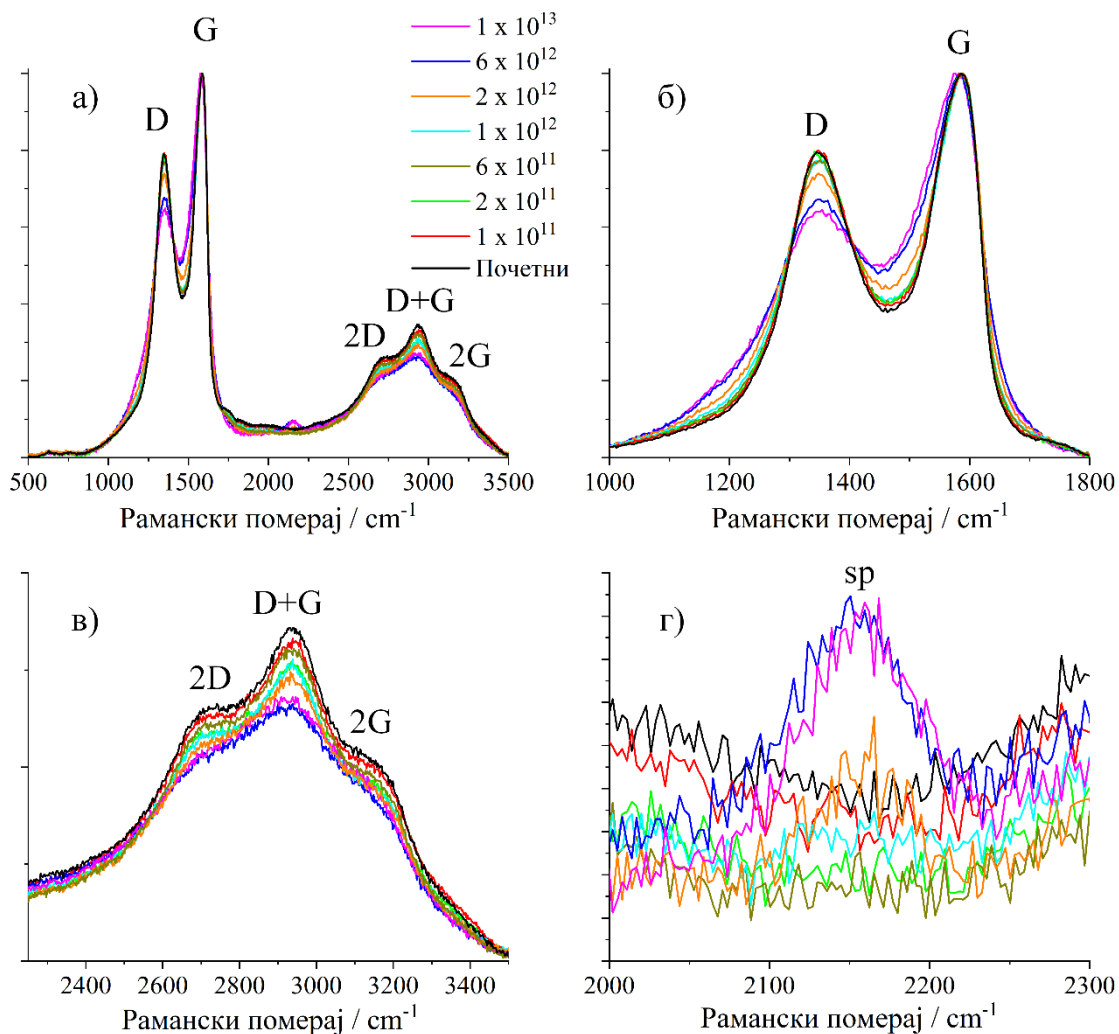 а)
D
G
1 x 10¹³
6 x 10¹²
2 x 10¹²
1 x 10¹²
6 x 10¹¹
2 x 10¹¹
1 x 10¹¹
Почетни
2D
D+G
2G
500 1000 1500 2000 2500 3000 3500
Рамански померај / cm⁻¹
б)
D
G
1000 1200 1400 1600 1800
Рамански померај / cm⁻¹
в)
2D
D+G
2G
2400 2600 2800 3000 3200 3400
Рамански померај / cm⁻¹
г)
sp
2000 2100 2200 2300
Рамански померај / cm⁻¹